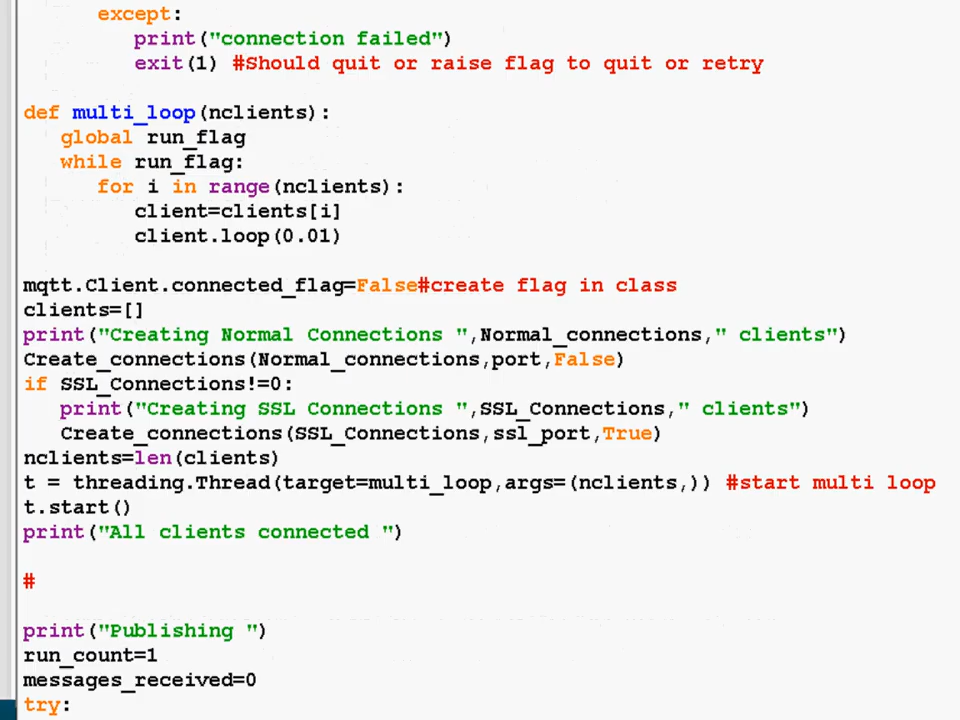 except:
print("connection failed")
exit(1) #Should quit or raise flag to quit or retry
def multi_loop(nclients):
global run_flag
while run_flag:
for i in range(nclients):
client=clients[i]
client.loop(0.01)
mqtt.Client.connected_flag=False#create flag in class
clients=[]
print("Creating Normal Connections ",Normal_connections," clients")
Create_connections(Normal_connections,port,False)
if SSL_Connections!=0:
print("Creating SSL Connections ",SSL_Connections," clients")
Create_connections(SSL_Connections,ssl_port,True)
nclients=len(clients)
t = threading.Thread(target=multi_loop,args=(nclients,)) #start multi loop
t.start()
print("All clients connected ")
#
print("Publishing ")
run_count=1
messages_received=0
try: